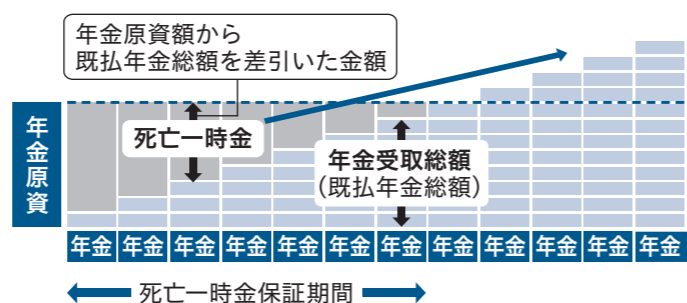 年金原資額から
既払年金総額を差引いた金額
年金原資
死亡一時金
年金受取総額
(既払年金総額)
年金 年金 年金 年金 年金 年金 年金 年金 年金 年金 年金 年金
死亡一時金保証期間